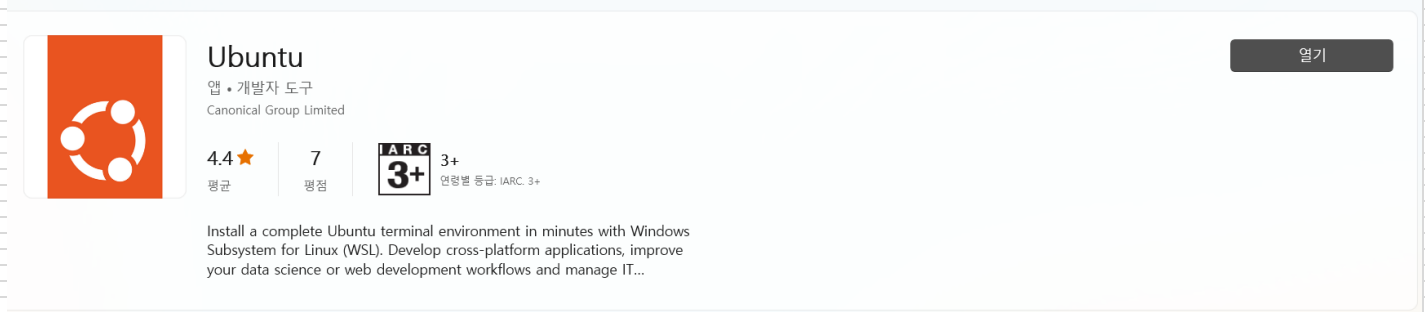 Ubuntu
앱 • 개발자 도구
Canonical Group Limited
열기
4.4
평균
7
평점
IARC
3+
3+
연령별 등급: IARC. 3+
Install a complete Ubuntu terminal environment in minutes with Windows
Subsystem for Linux (WSL). Develop cross-platform applications, improve
your data science or web development workflows and manage IT...